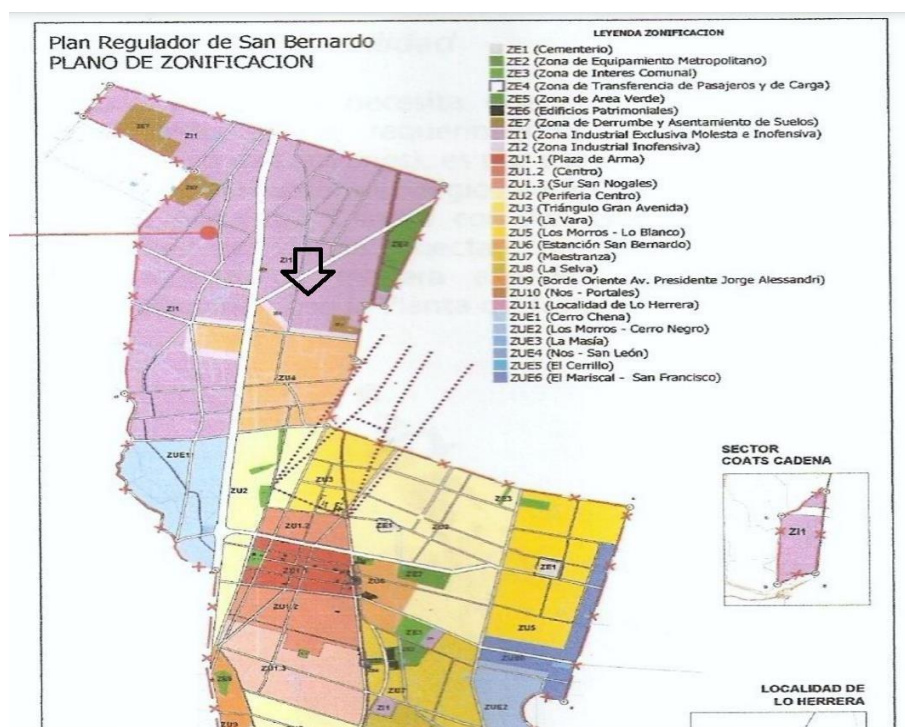 Plan Regulador de San Bernardo
PLANO DE ZONIFICACION
LEYENDA ZONIFICACION
ZE1 (Cementerio)
ZE2 (Zona de Equipamiento Metropolitano)
ZE3 (Zona de Interes Comunal)
ZE4 (Zona de Transferencia de Pasajeros y de Carga)
ZE5 (Zona de Area Verde)
ZE6 (Edificios Patrimoniales)
ZE7 (Zona de Derrumbe y Asentamiento de Suelos)
ZI1 (Zona Industrial Exclusiva Molesta e Inofensiva)
ZI2 (Zona Industrial Inofensiva)
ZU1.1 (Plaza de Arma)
ZU1.2 (Centro)
ZU1.3 (Sur San Nogales)
ZU2 (Periferia Centro)
ZU3 (Triángulo Gran Avenida)
ZU4 (La Vara)
ZU5 (Los Morros - Lo Blanco)
ZU6 (Estanción San Bernardo)
ZU7 (Maestranza)
ZU8 (La Selva)
ZU9 (Borde Oriente Av. Presidente Jorge Alessandri)
ZU10 (Nos - Portales)
ZU11 (Localidad de Lo Herrera)
ZUE1 (Cerro Chena)
ZUE2 (Los Morros - Cerro Negro)
ZUE3 (La Masía)
ZUE4 (Nos - San León)
ZUE5 (El Cerrillo)
ZUE6 (El Mariscal - San Francisco)
ZE7
ZI1
ZI1
ZI1
ZU4
ZUE1
ZU2
ZU3
ZE3
ZE1
ZU1.2
ZE1
ZU1.2
ZU5
ZU1.3
ZU7
ZI1
ZUE2
ZU9
SECTOR
COATS CADENA
ZI1
LOCALIDAD DE
LO HERRERA